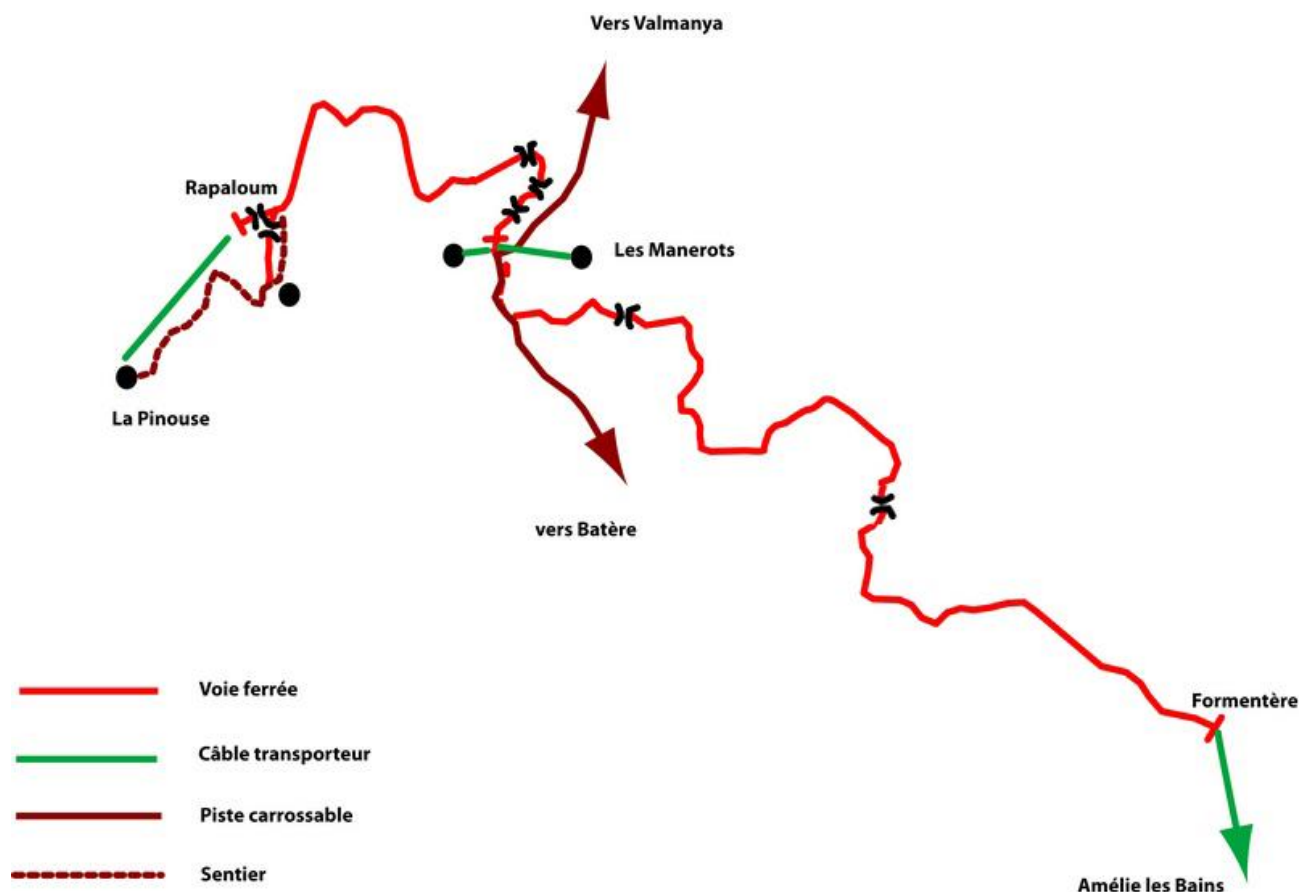 Vers Valmanya
Rapaloum
Les Manerots
La Pinouse
vers Batère
Voie ferrée
Formentère
Câble transporteur
Piste carrossable
Sentier
Amélie les Bains